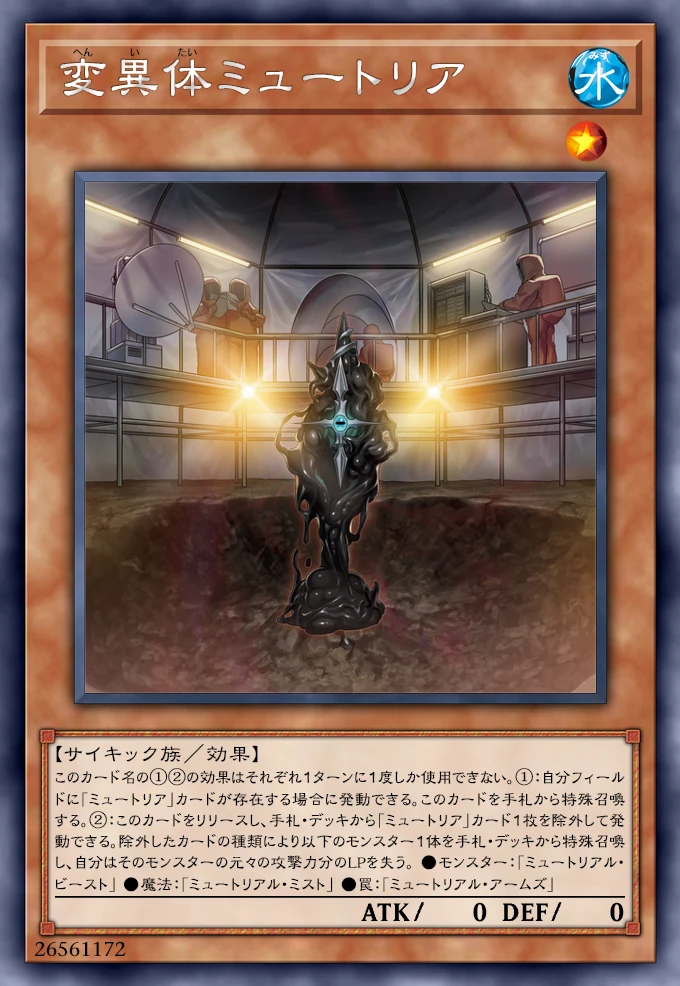 へん い たい
変異体ミュートリア
みず
水
【サイキック族／効果】
このカード名の①②の効果はそれぞれ1ターンに1度しか使用できない。①：自分フィール
ドに「ミュートリア」カードが存在する場合に発動できる。このカードを手札から特殊召喚
する。②：このカードをリリースし、手札・デッキから「ミュートリア」カード1枚を除外して発
動できる。除外したカードの種類により以下のモンスター1体を手札・デッキから特殊召喚
し、自分はそのモンスターの元々の攻撃力分のLPを失う。●モンスター：「ミュートリアル・
ビースト」●魔法：「ミュートリアル・ミスト」●罠：「ミュートリアル・アームズ」
ATK/ 0 DEF/ 0
26561172